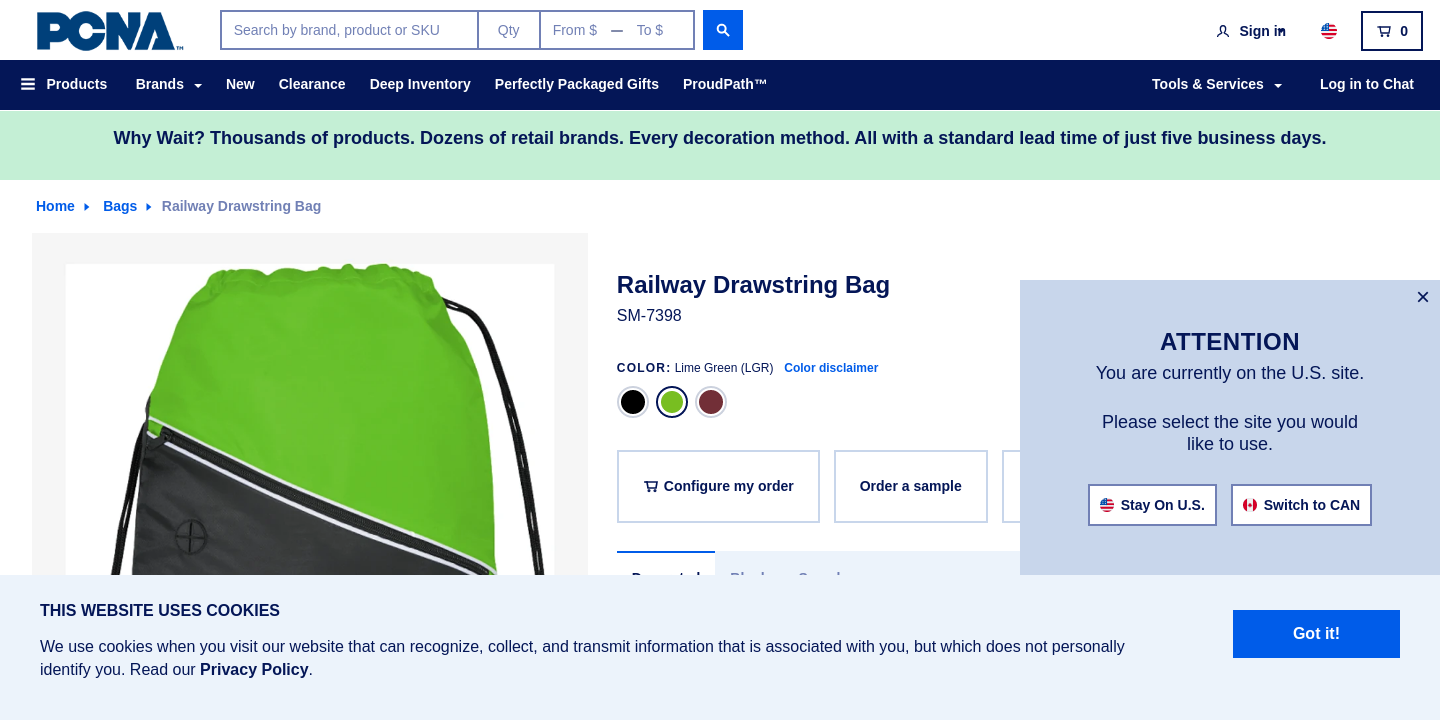 PCNA™
Search by brand, product or SKU
Qty
From $ — To $
Sign in
0
Products
Brands
New
Clearance
Deep Inventory
Perfectly Packaged Gifts
ProudPath™
Tools & Services
Log in to Chat
Why Wait? Thousands of products. Dozens of retail brands. Every decoration method. All with a standard lead time of just five business days.
Home
Bags
Railway Drawstring Bag
Railway Drawstring Bag
SM-7398
COLOR: Lime Green (LGR) Color disclaimer
Configure my order
Order a sample
×
ATTENTION
You are currently on the U.S. site.
Please select the site you would
like to use.
Stay On U.S.
Switch to CAN
THIS WEBSITE USES COOKIES
We use cookies when you visit our website that can recognize, collect, and transmit information that is associated with you, but which does not personally
identify you. Read our Privacy Policy.
Got it!